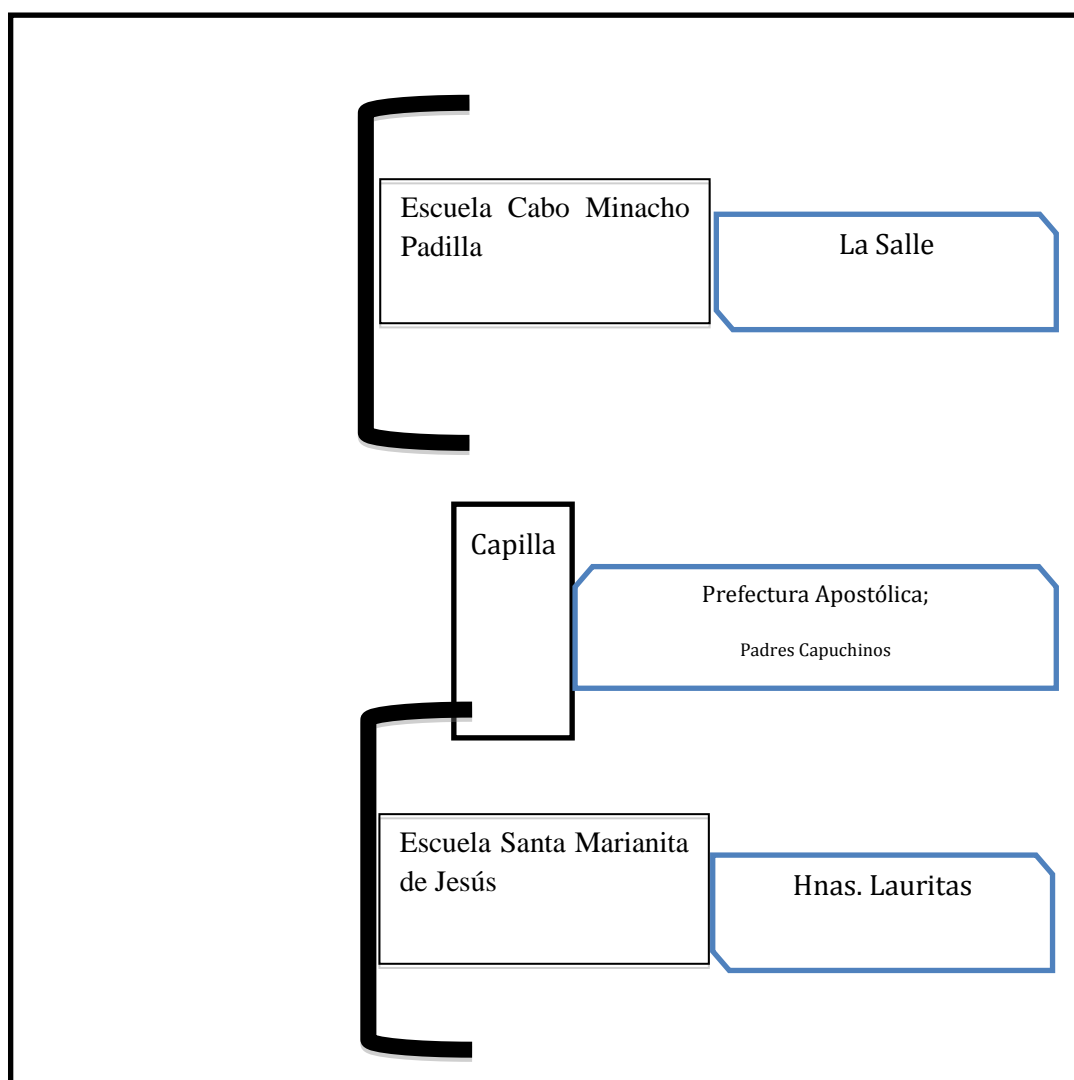 Escuela Cabo Minacho
Padilla
La Salle
Capilla
Prefectura Apostólica;
Padres Capuchinos
Escuela Santa Marianita
de Jesús
Hnas. Lauritas